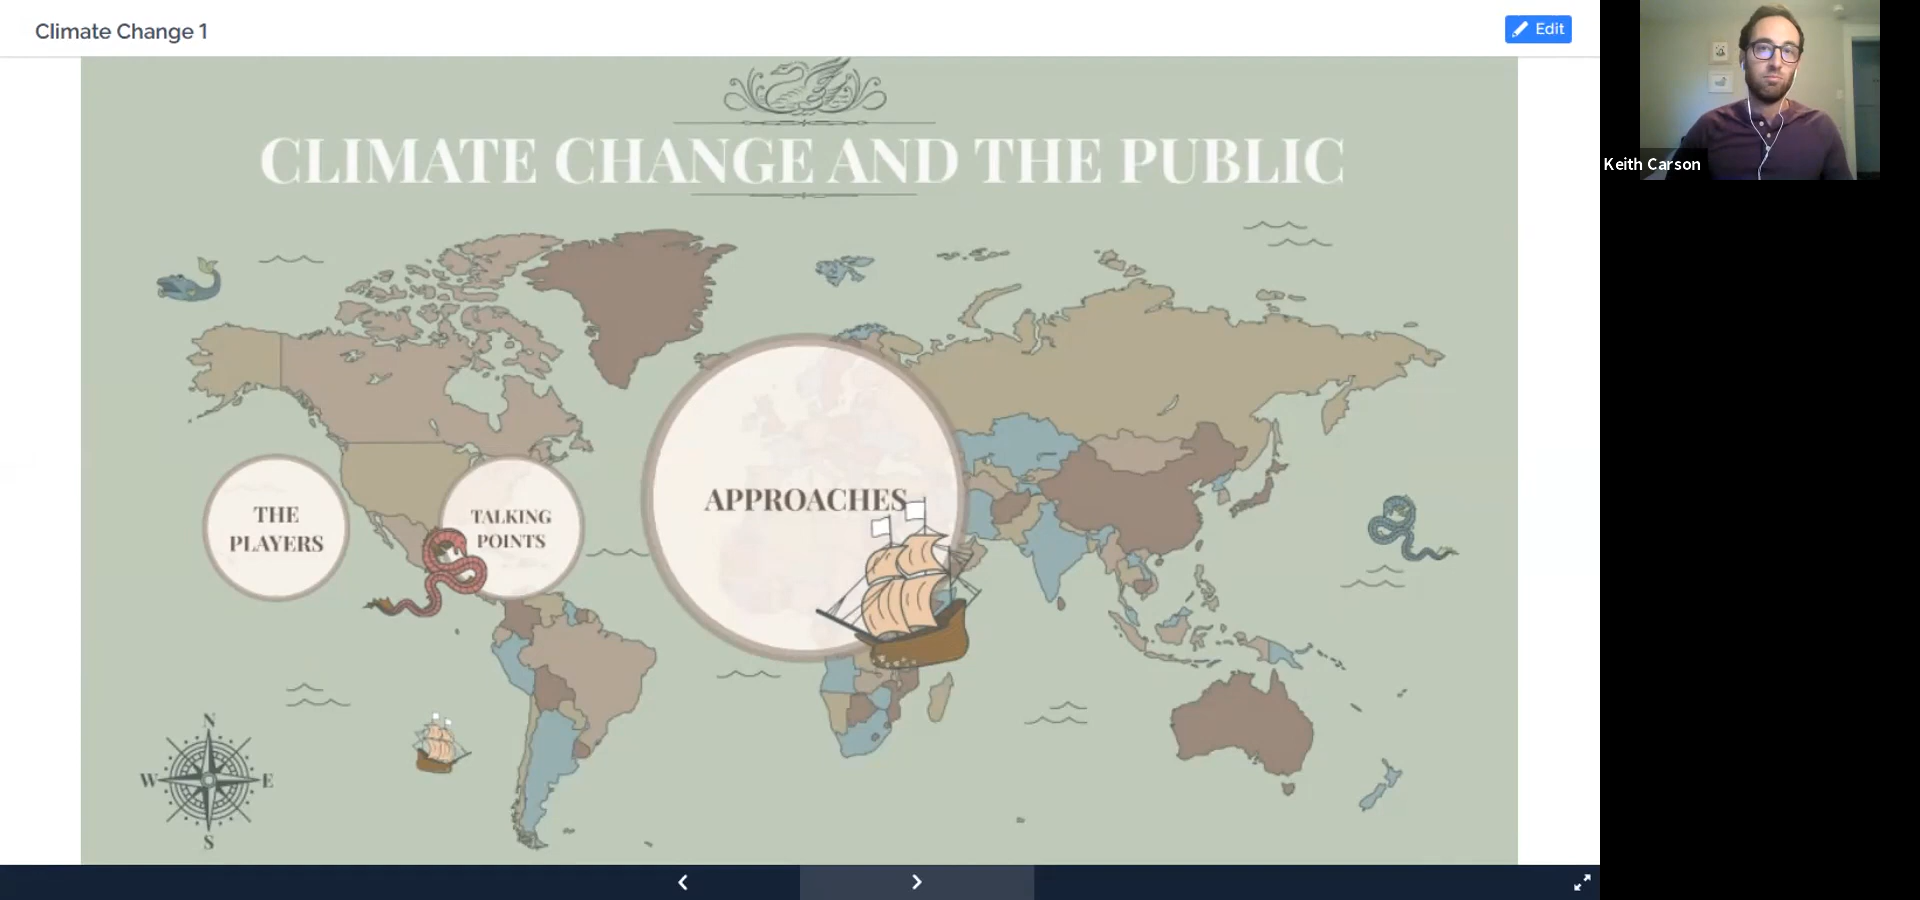 Climate Change 1
Edit
Keith Carson
CLIMATE CHANGE AND THE PUBLIC
THE
PLAYERS
TALKING
POINTS
APPROACHES
N
W
E
S